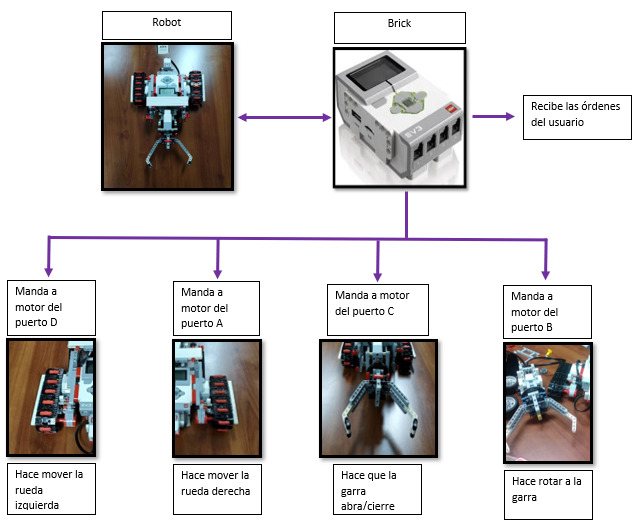 Robot
Brick
EV3
Recibe las órdenes
del usuario
Manda a
motor del
puerto D
Manda a
motor del
puerto A
Manda a motor
del puerto C
Manda a
motor del
puerto B
Hace mover la
rueda
izquierda
Hace mover la
rueda derecha
Hace que la
garra
abra/cierre
Hace rotar a la
garra